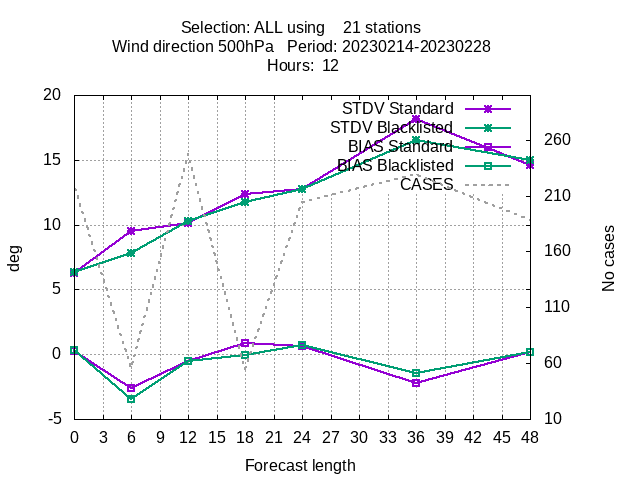 Selection: ALL using 21 stations
Wind direction 500hPa Period: 20230214-20230228
Hours: 12
20
15
10
5
0
-5
deg
STDV Standard
STDV Blacklisted
BIAS Standard
BIAS Blacklisted
CASES
260
210
160
110
60
10
No cases
0 3 6 9 12 15 18 21 24 27 30 33 36 39 42 45 48
Forecast length